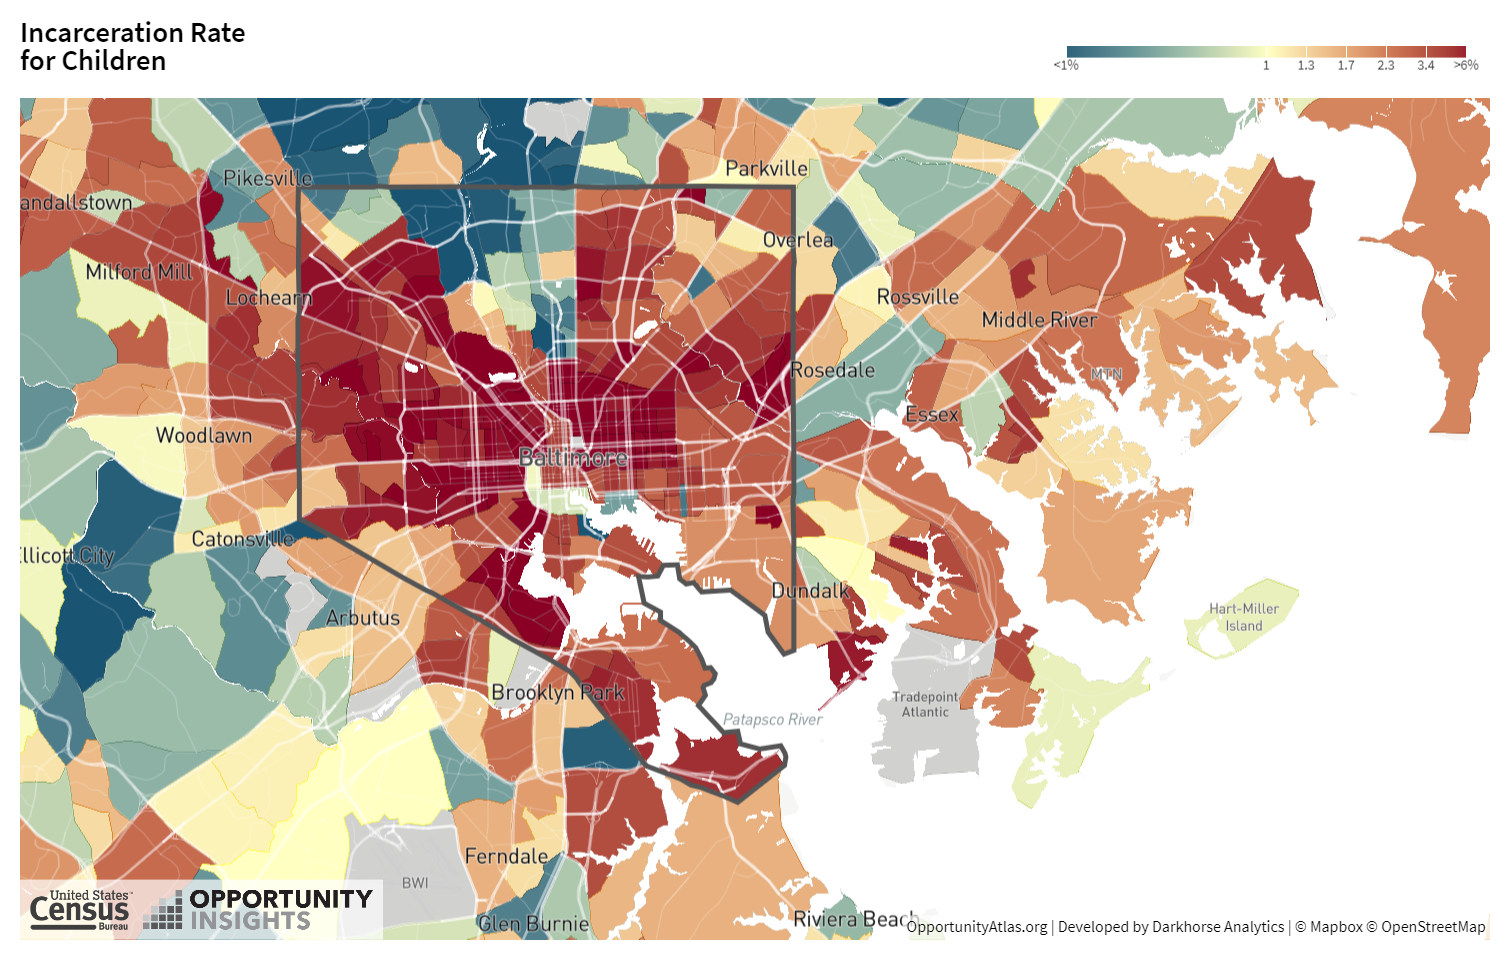 Incarceration Rate
for Children
<1% 1 1.3 1.7 2.3 3.4 >6%
Parkville
Pikesville
andallstown
Overlea
Milford Mill
Lochearn
Rossville
Middle River
Rosedale
MTN
Essex
Woodlawn
Baltimore
Catonsville
llicott City
Dundalk
Arbutus
Hart-Miller
Island
Brooklyn Park
Tradepoint
Atlantic
Patapsco River
Ferndale
BWI
United States™
Census
Bureau
OPPORTUNITY
INSIGHTS
Glen Burnie
Riviera Beach
OpportunityAtlas.org | Developed by Darkhorse Analytics | © Mapbox © OpenStreetMap